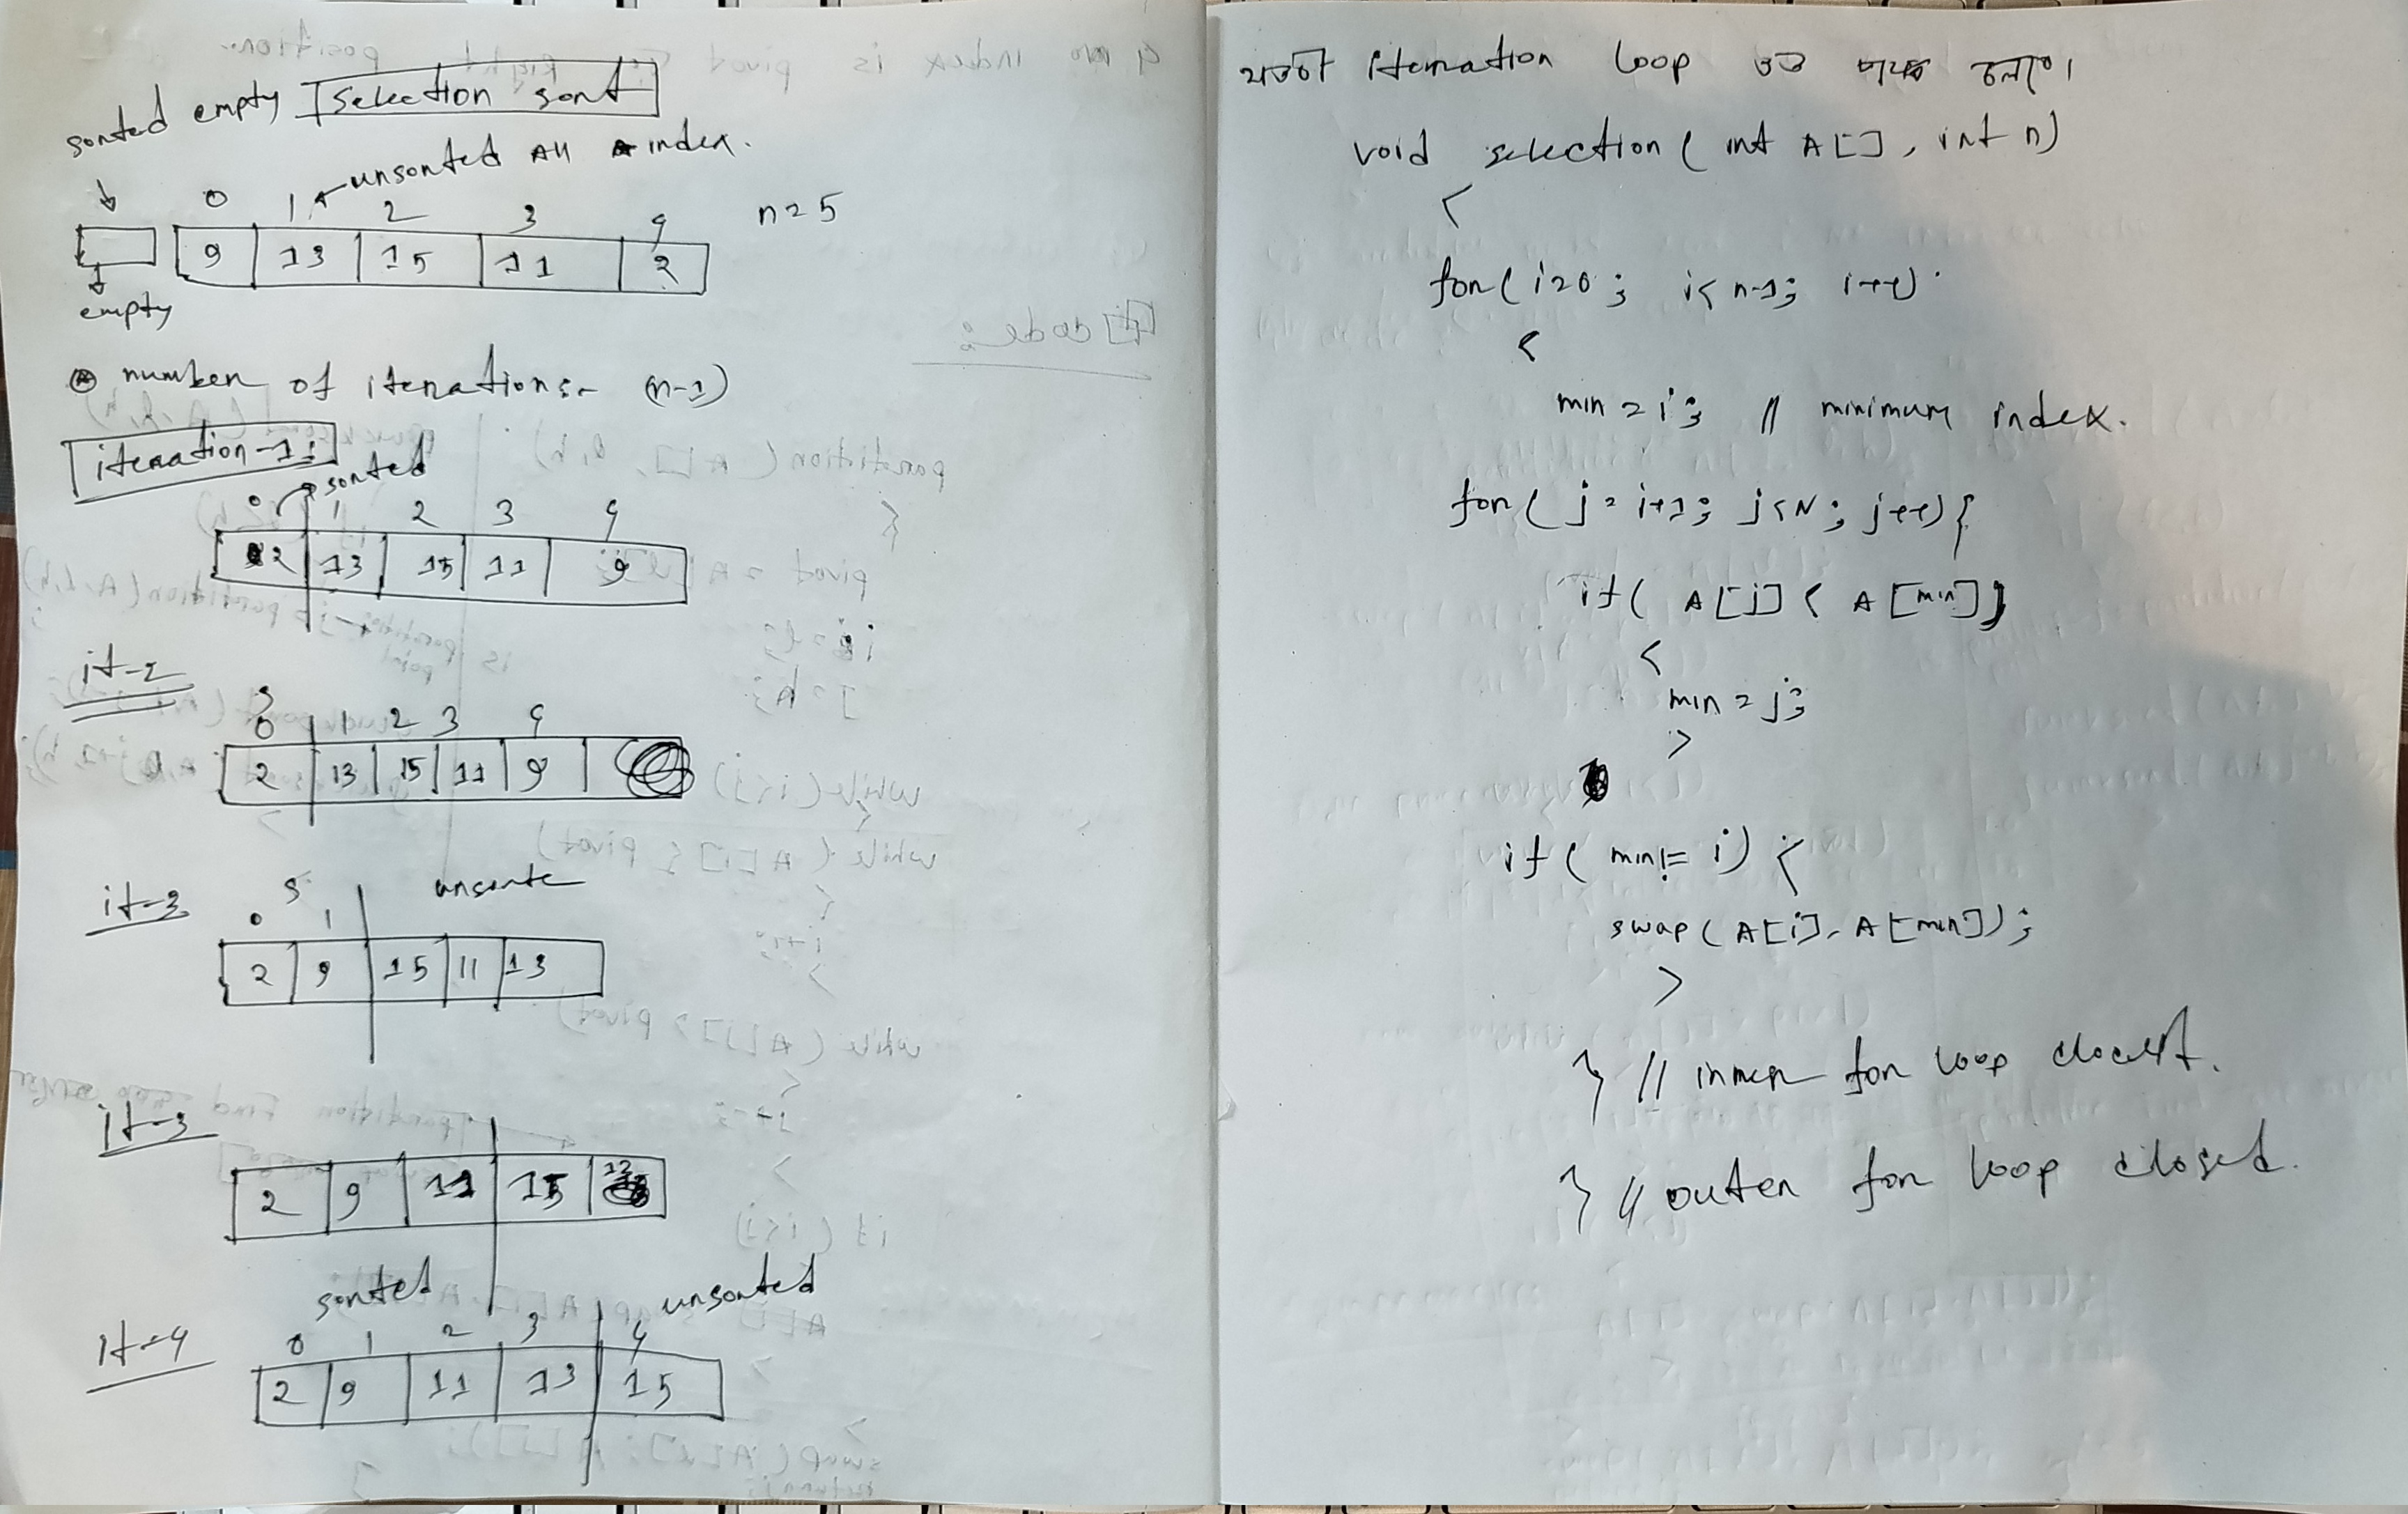 sorted empty
Selection sort
unsorted All index.
0 1 2 3 4
n = 5
9 13 15 11 2
empty
number of iterations:- (n-1)
iteration-1:
sorted
0 1 2 3 4
2 13 15 11 9
it-2
s
0 1 2 3 4
2 13 15 11 9
it-3
s unsorte
0 1
2 9 15 11 13
it-3
2 9 11 15 13
sorted unsorted
it-4
0 1 2 3 4
2 9 11 13 15
যতটা iteration loop তত চলবে।
void selection ( int A[], int n)
{
for( i=0; i< n-1; i++)
{
min = i; // minimum index.
for ( j = i+1; j<N; j++) {
if( A[j] < A[min])
{
min = j;
}
if ( min != i) {
swap ( A[i], A[min]);
}
} // inner for loop closed.
} // outer for loop closed.